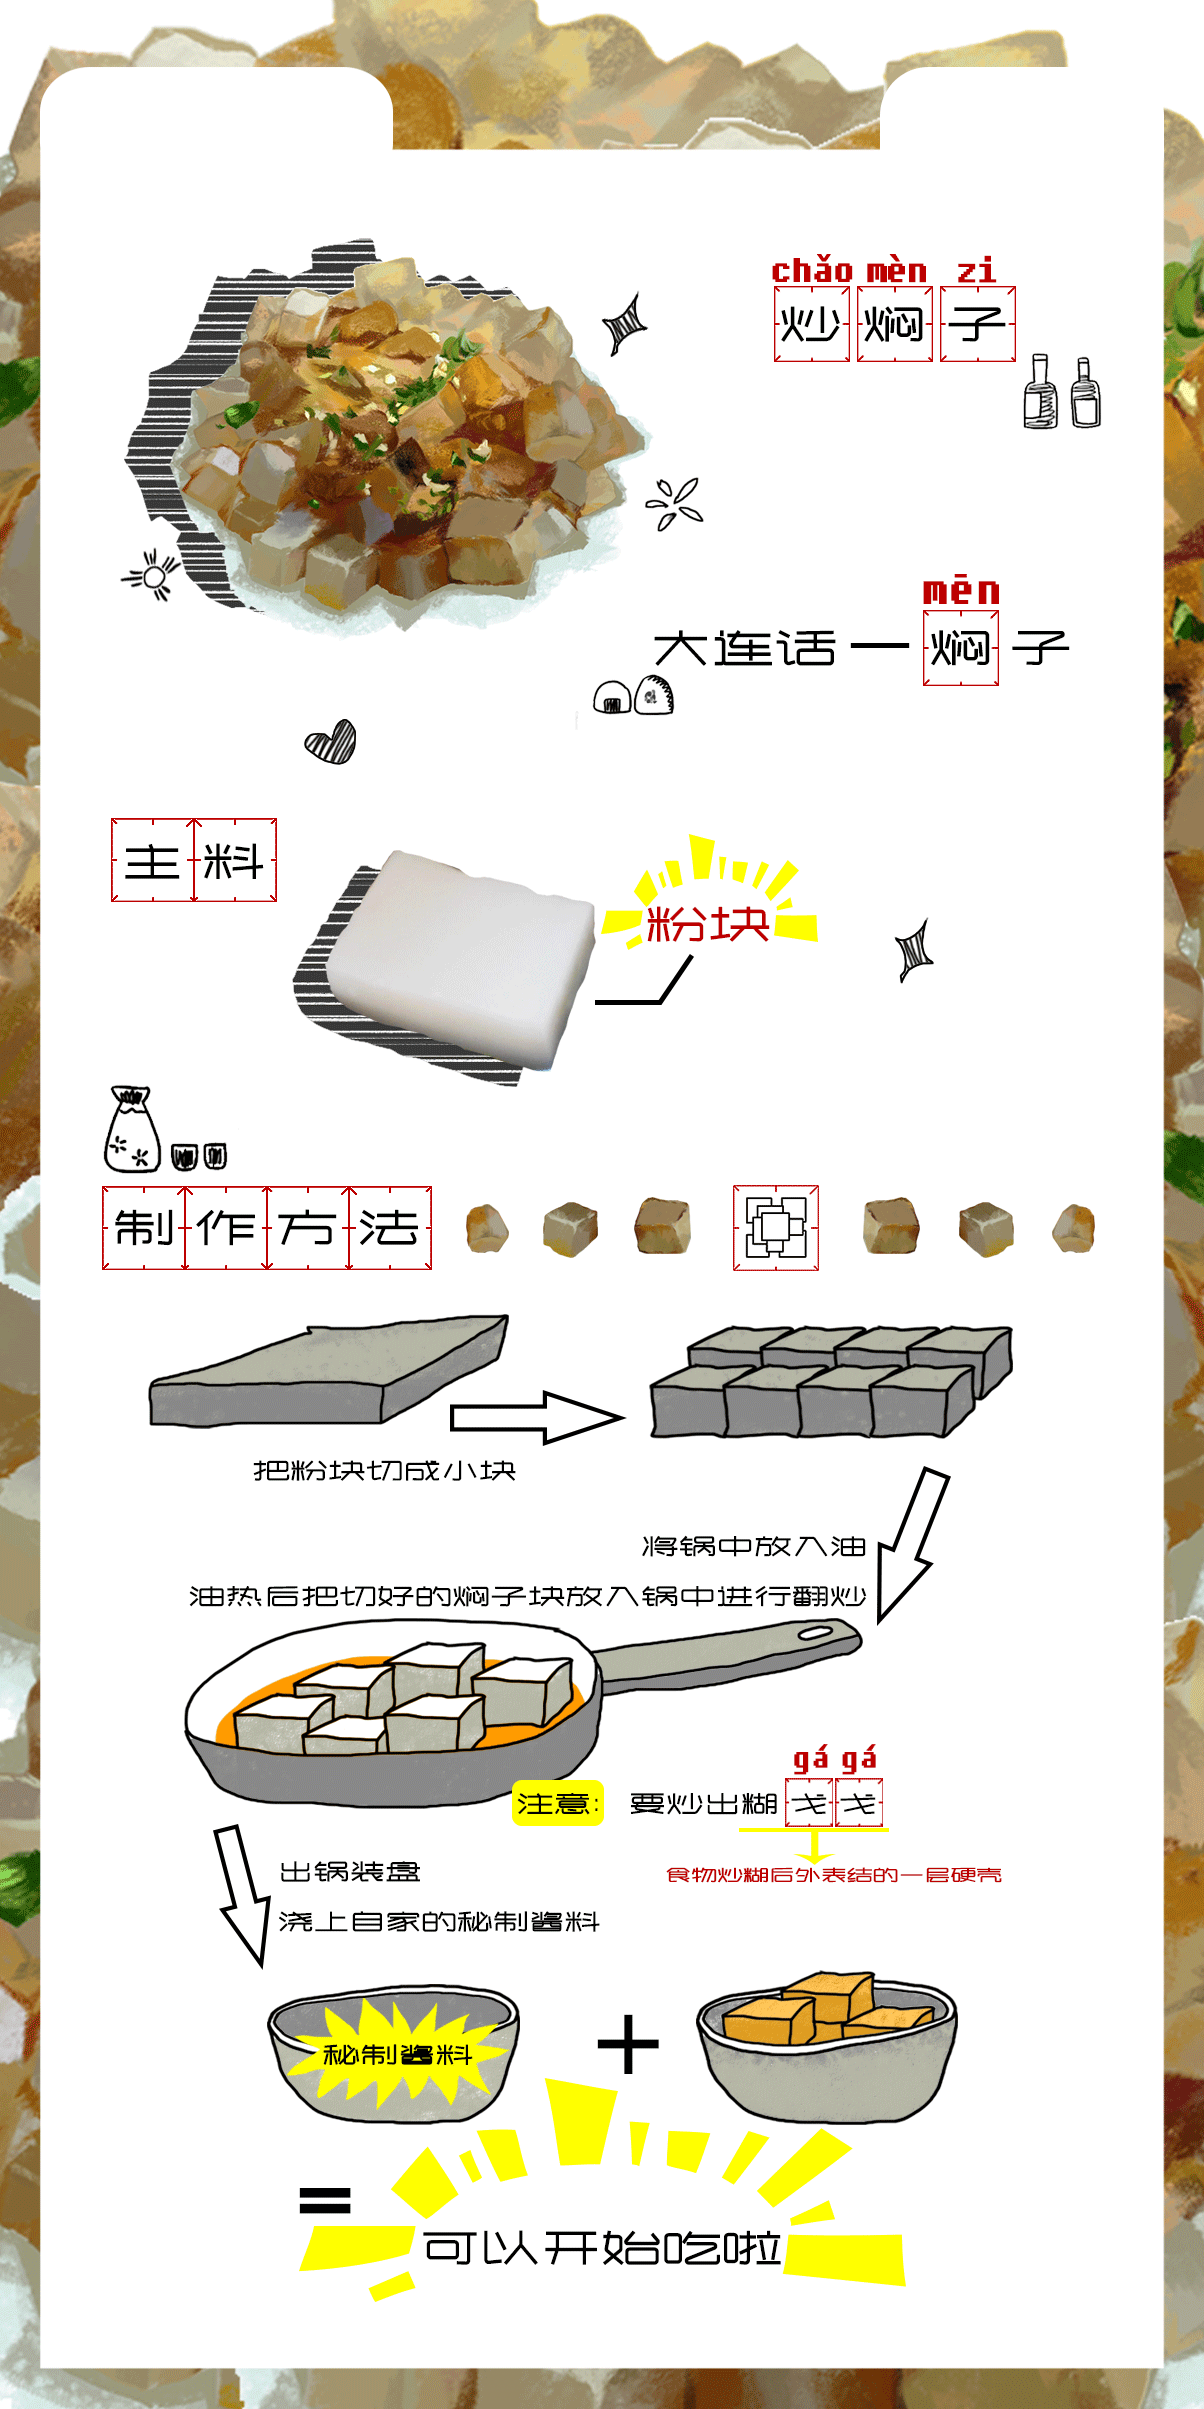 chǎo mèn zi
炒焖子
mēn
大连话一焖子
主料
粉块
制作方法
把粉块切成小块
将锅中放入油
油热后把切好的焖子块放入锅中进行翻炒
gá gá
注意: 要炒出糊戈戈
食物炒糊后外表结的一层硬壳
出锅装盘
浇上自家的秘制酱料
秘制酱料
+
=
可以开始吃啦